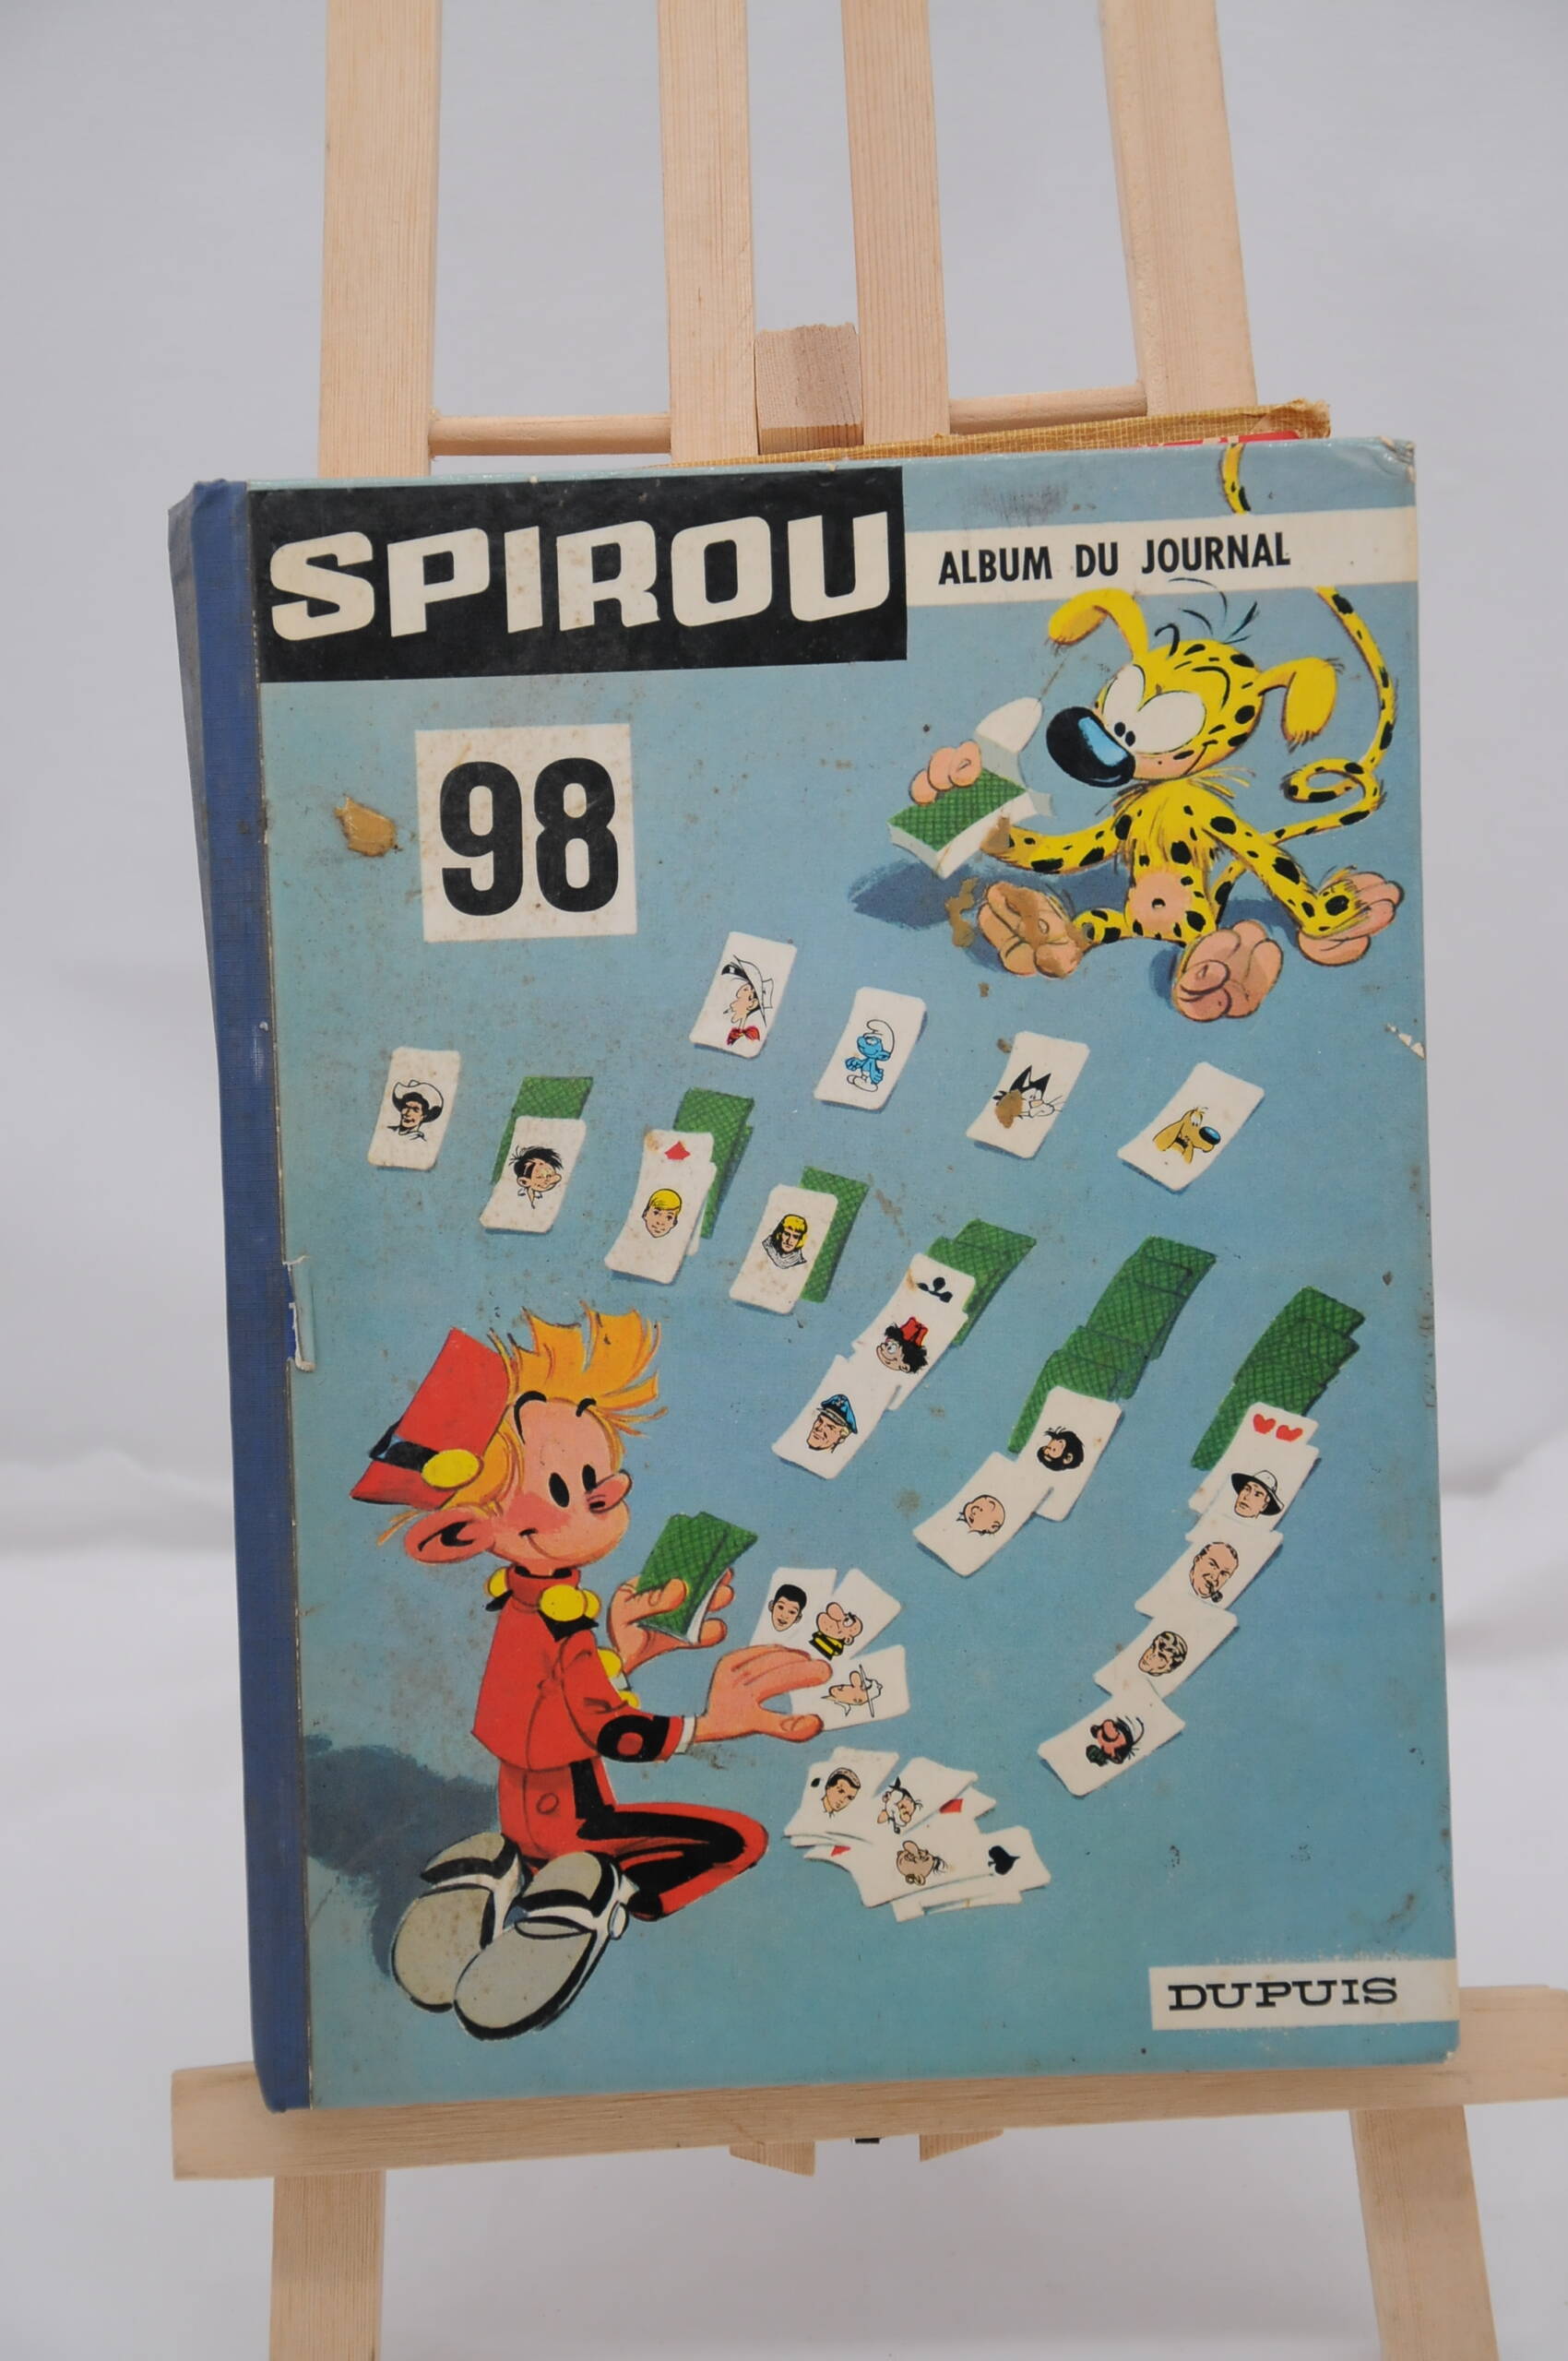 SPIROU
ALBUM DU JOURNAL
98
DUPUIS